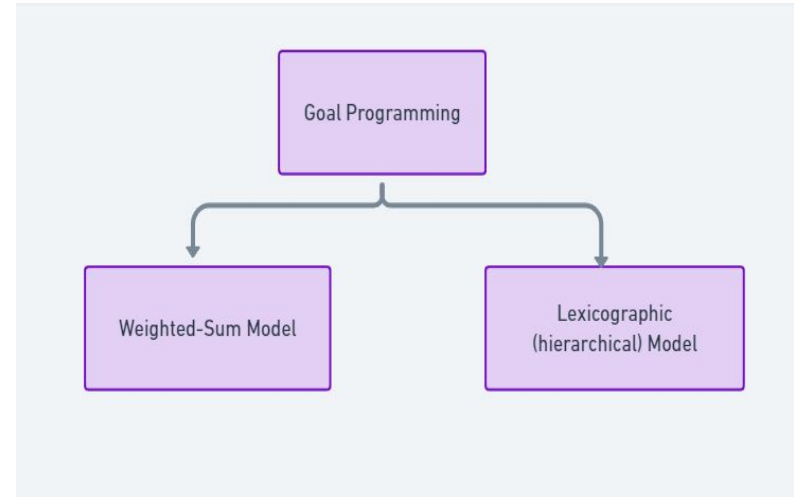 Goal Programming
Weighted-Sum Model
Lexicographic
(hierarchical) Model